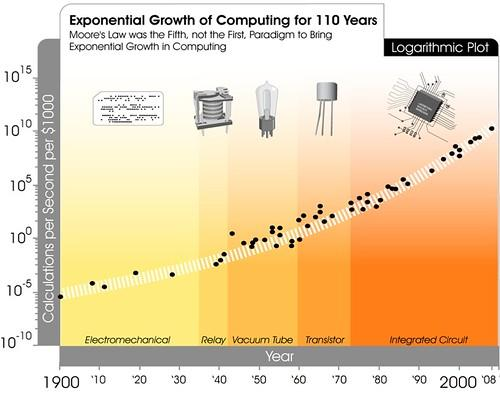 Exponential Growth of Computing for 110 Years
Moore's Law was the Fifth, not the First, Paradigm to Bring
Exponential Growth in Computing
Logarithmic Plot
Calculations per Second per $1000
10^15
10^10
10^5
10^0
10^-5
10^-10
Electromechanical
Relay
Vacuum Tube
Transistor
Integrated Circuit
Year
1900 '10 '20 '30 '40 '50 '60 '70 '80 '90 2000 '08